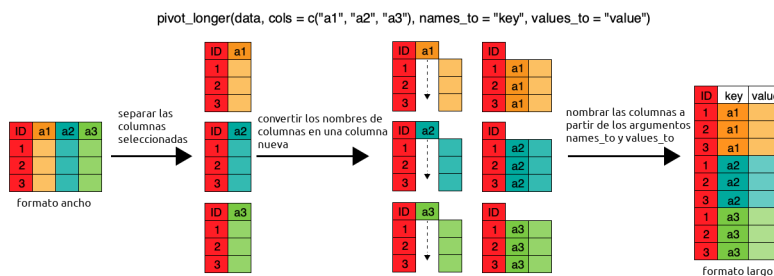 pivot_longer(data, cols = c("a1", "a2", "a3"), names_to = "key", values_to = "value")
ID a1 a2 a3
1
2
3
formato ancho
separar las
columnas
seleccionadas
ID a1
1
2
3
ID a2
1
2
3
ID a3
1
2
3
convertir los nombres de
columnas en una columna
nueva
ID a1
1
2
3
ID a2
1
2
3
ID a3
1
2
3
ID
1 a1
2 a1
3 a1
ID
1 a2
2 a2
3 a2
ID
1 a3
2 a3
3 a3
nombrar las columnas a
partir de los argumentos
names_to y values_to
ID key value
1 a1
2 a1
3 a1
1 a2
2 a2
3 a2
1 a3
2 a3
3 a3
formato largo